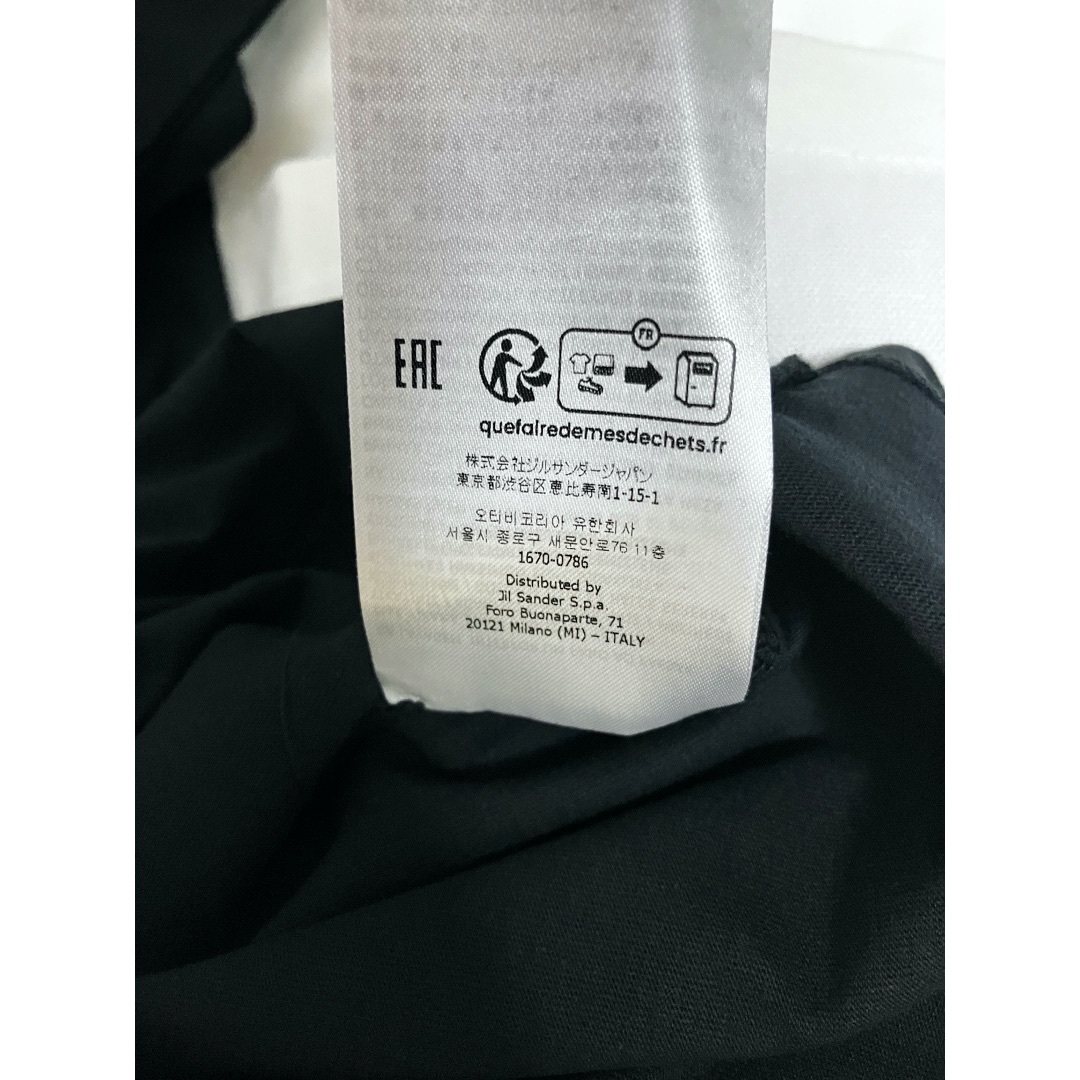 EAC
FR
quefairedemesdechets.fr
株式会社ジルサンダージャパン
東京都渋谷区恵比寿南1-15-1
오티비코리아 유한회사
서울시 종로구 새문안로76 11층
1670-0786
Distributed by
Jil Sander S.p.a.
Foro Buonaparte, 71
20121 Milano (MI) – ITALY